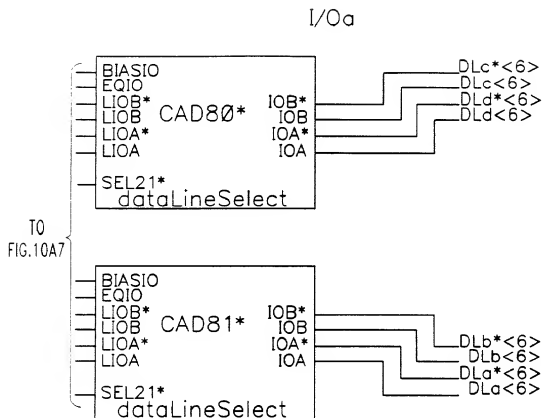 I/Oa
BIASIO
EQIO
LIOB*
LIOB
LIOA*
LIOA
SEL21*
CAD80*
IOB*
IOB
IOA*
IOA
dataLineSelect
DLc*<6>
DLc<6>
DLd*<6>
DLd<6>
TO
FIG.10A7
BIASIO
EQIO
LIOB*
LIOB
LIOA*
LIOA
SEL21*
CAD81*
IOB*
IOB
IOA*
IOA
dataLineSelect
DLb*<6>
DLb<6>
DLa*<6>
DLa<6>